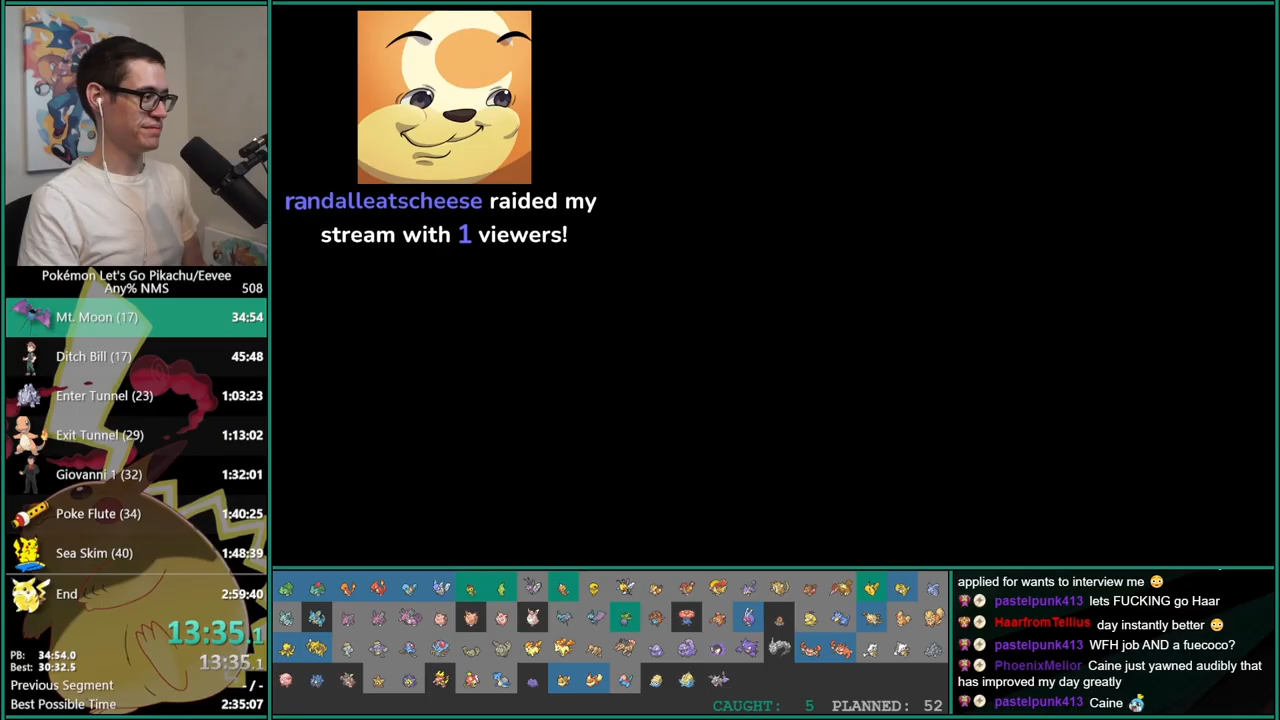 randalleatscheese raided my
stream with 1 viewers!
Pokémon Let's Go Pikachu/Eevee
Any% NMS 508
Mt. Moon (17) 34:54
Ditch Bill (17) 45:48
Enter Tunnel (23) 1:03:23
Exit Tunnel (29) 1:13:02
Giovanni 1 (32) 1:32:01
Poke Flute (34) 1:40:25
Sea Skim (40) 1:48:39
End 2:59:40
13:35.1
PB: 34:54.0
Best: 30:32.5
13:35.1
Previous Segment - / -
Best Possible Time 2:35:07
CAUGHT: 5 PLANNED: 52
applied for wants to interview me
pastelpunk413 lets FUCKING go Haar
HaarfromTellius day instantly better
pastelpunk413 WFH job AND a fuecoco?
PhoenixMelior Caine just yawned audibly that
has improved my day greatly
pastelpunk413 Caine